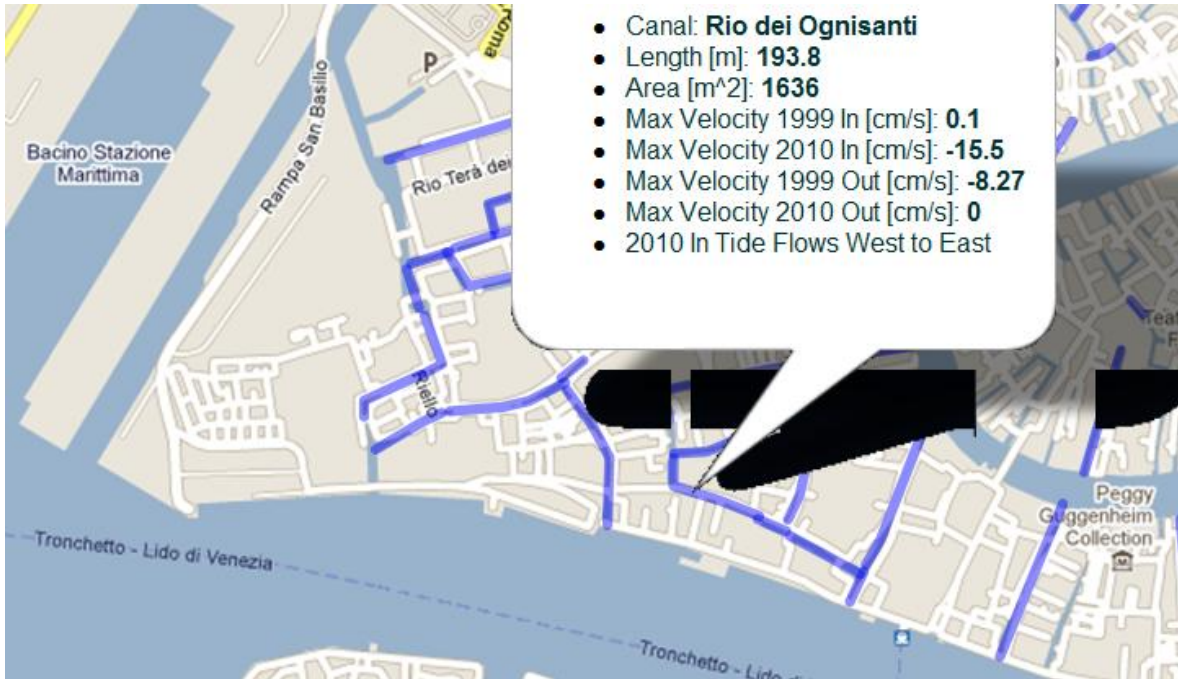 Canal: Rio dei Ognisanti
Length [m]: 193.8
Area [m^2]: 1636
Max Velocity 1999 In [cm/s]: 0.1
Max Velocity 2010 In [cm/s]: -15.5
Max Velocity 1999 Out [cm/s]: -8.27
Max Velocity 2010 Out [cm/s]: 0
2010 In Tide Flows West to East
Roma
P
Rampa San Basilio
Bacino Stazione
Marittima
Rio Terà dei
Riello
Teat
F
Peggy
Guggenheim
Collection
M
Tronchetto - Lido di Venezia
Tronchetto - Lido di